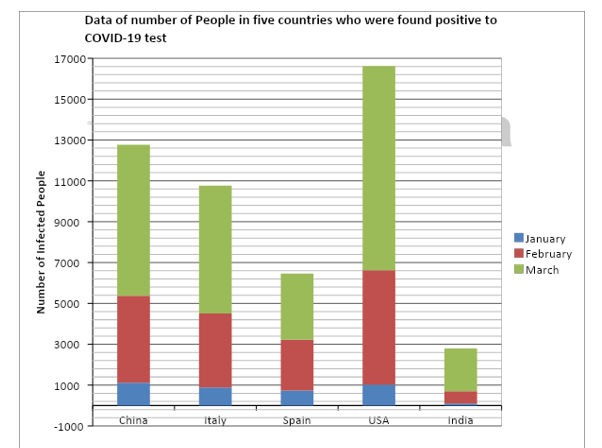 Data of number of People in five countries who were found positive to
COVID-19 test
17000
15000
13000
11000
9000
7000
5000
3000
1000
-1000
Number of Infected People
China
Italy
Spain
USA
India
January
February
March